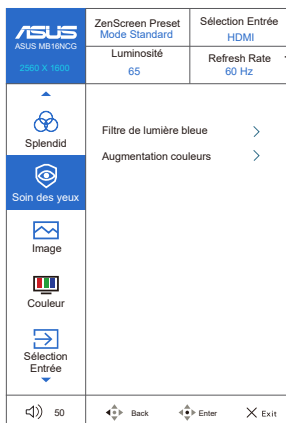 ASUS
ASUS MB16NCG
2560 X 1600
ZenScreen Preset
Mode Standard
Sélection Entrée
HDMI
Luminosité
65
Refresh Rate
60 Hz
Splendid
Soin des yeux
Image
Couleur
Sélection
Entrée
Filtre de lumière bleue
Augmentation couleurs
50
Back
Enter
Exit